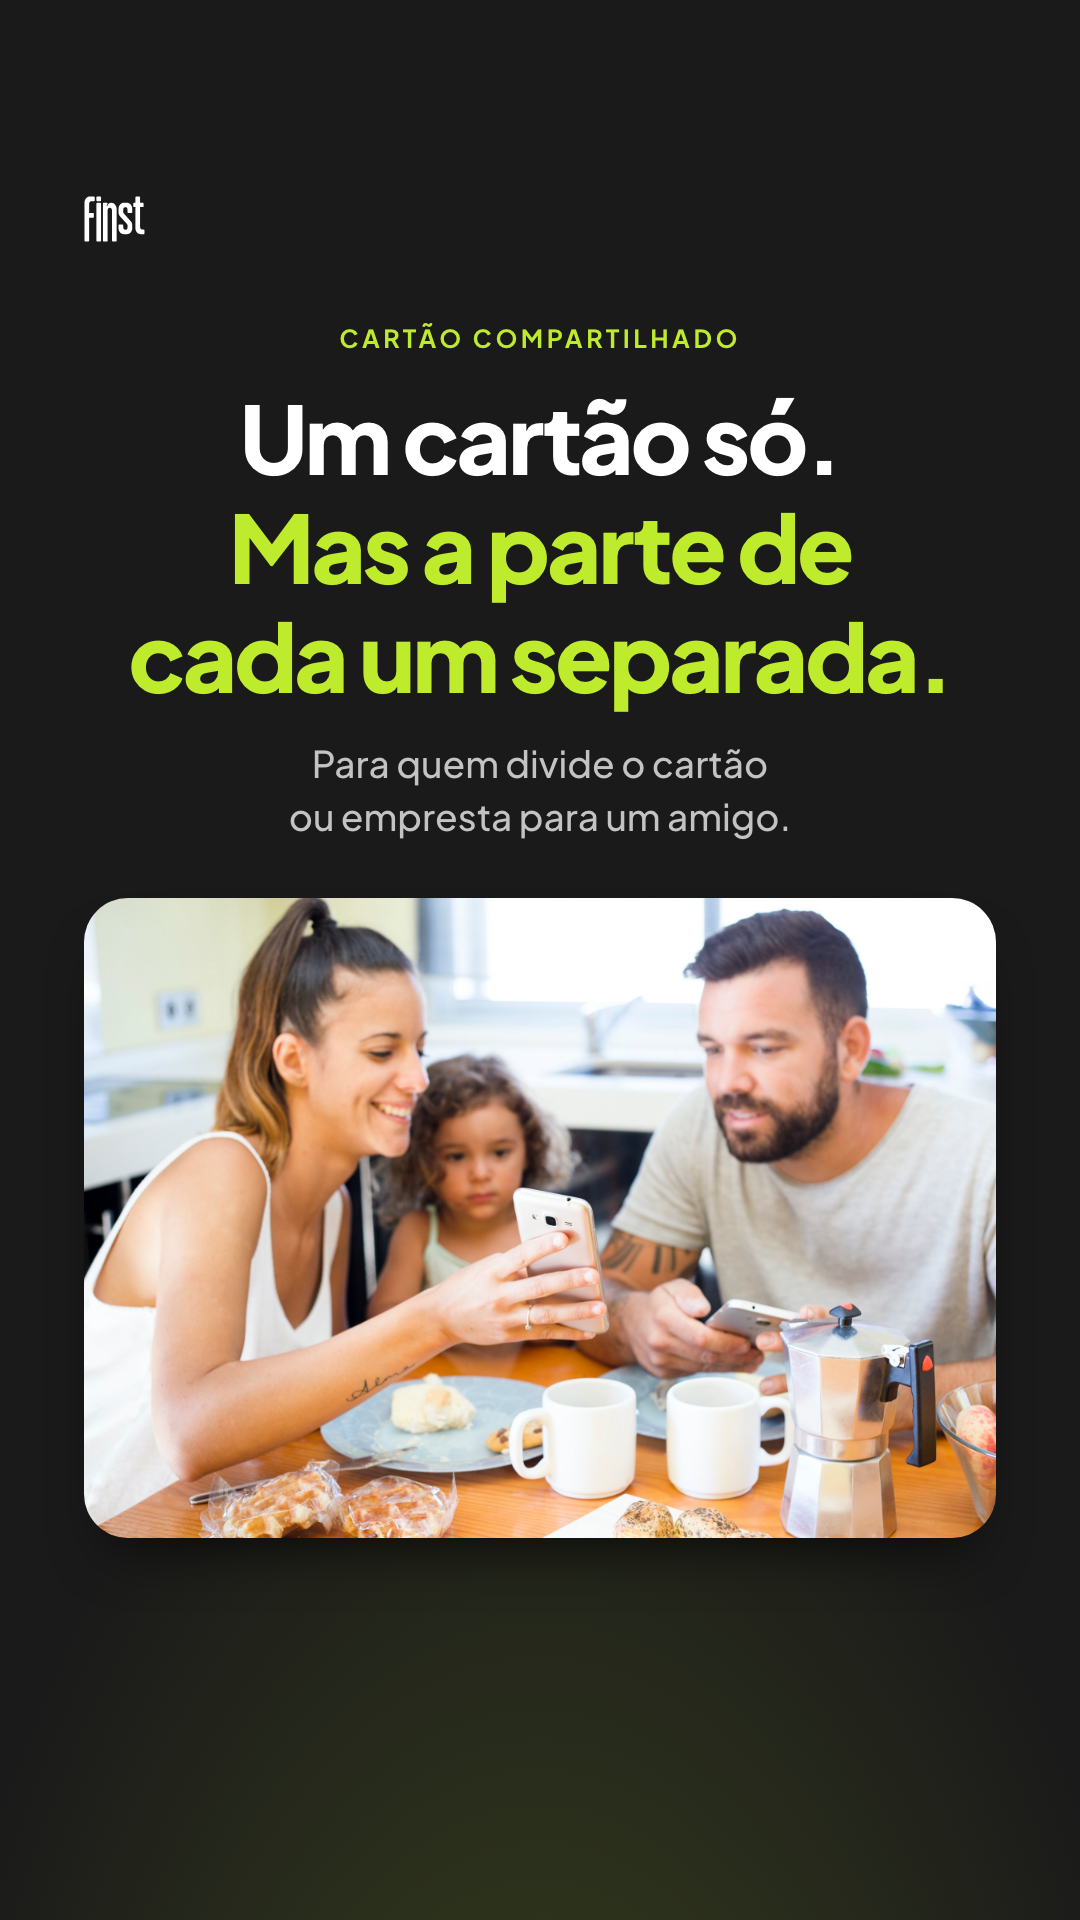 finst
CARTÃO COMPARTILHADO
Um cartão só.
Mas a parte de
cada um separada.
Para quem divide o cartão
ou empresta para um amigo.
Alma